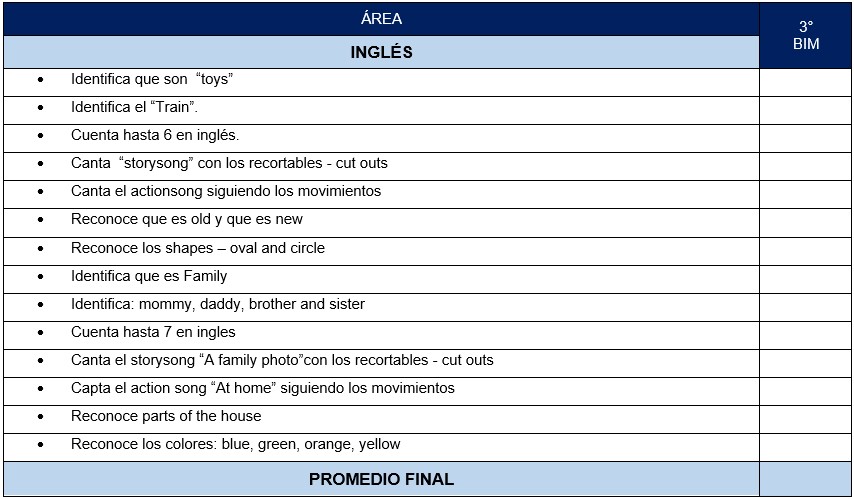 ÁREA
3°
BIM
INGLÉS
• Identifica que son “toys”
• Identifica el “Train”.
• Cuenta hasta 6 en inglés.
• Canta “storysong” con los recortables - cut outs
• Canta el actionsong siguiendo los movimientos
• Reconoce que es old y que es new
• Reconoce los shapes – oval and circle
• Identifica que es Family
• Identifica: mommy, daddy, brother and sister
• Cuenta hasta 7 en ingles
• Canta el storysong “A family photo”con los recortables - cut outs
• Capta el action song “At home” siguiendo los movimientos
• Reconoce parts of the house
• Reconoce los colores: blue, green, orange, yellow
PROMEDIO FINAL